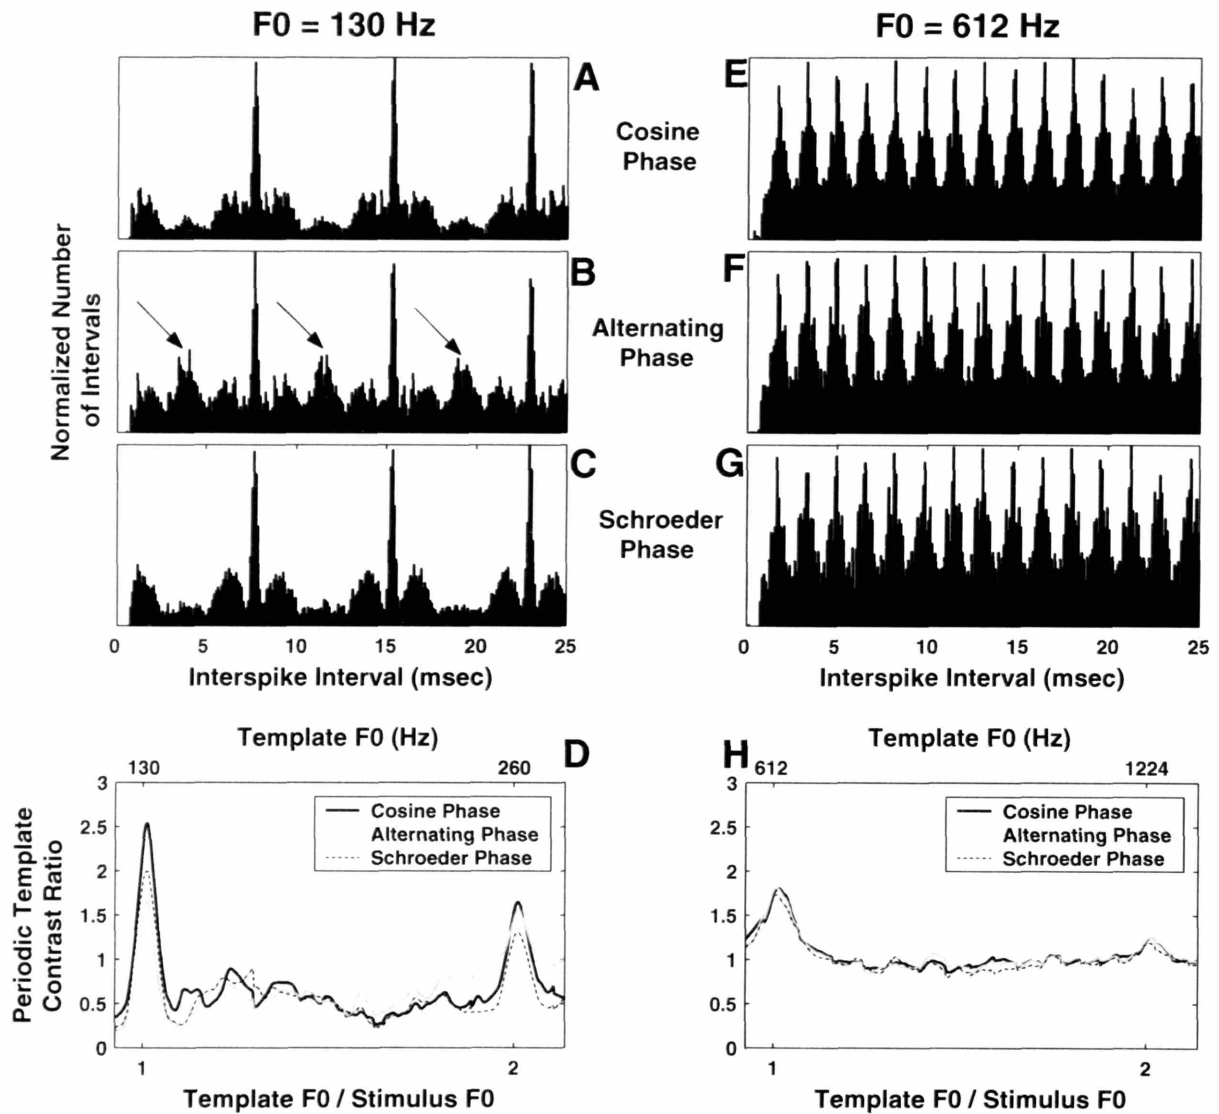 F0 = 130 Hz
F0 = 612 Hz
A
E
Cosine
Phase
B
F
Alternating
Phase
C
G
Schroeder
Phase
Normalized Number
of Intervals
0 5 10 15 20 25
0 5 10 15 20 25
Interspike Interval (msec)
Interspike Interval (msec)
Template F0 (Hz)
D
130 260
3
2.5
2
1.5
1
0.5
0
Cosine Phase
Alternating Phase
Schroeder Phase
Periodic Template
Contrast Ratio
1 2
Template F0 / Stimulus F0
Template F0 (Hz)
H
612 1224
3
2.5
2
1.5
1
0.5
0
Cosine Phase
Alternating Phase
Schroeder Phase
1 2
Template F0 / Stimulus F0